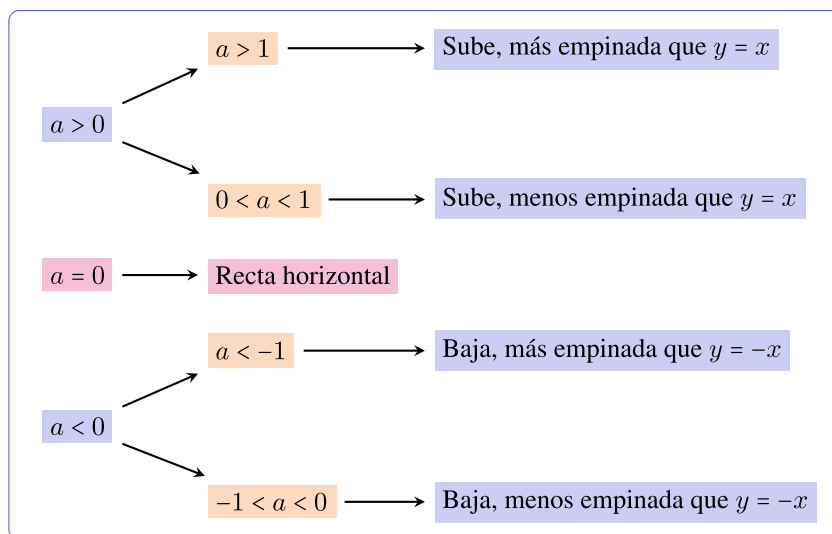 a > 1
Sube, más empinada que y = x
a > 0
0 < a < 1
Sube, menos empinada que y = x
a = 0
Recta horizontal
a < −1
Baja, más empinada que y = −x
a < 0
−1 < a < 0
Baja, menos empinada que y = −x